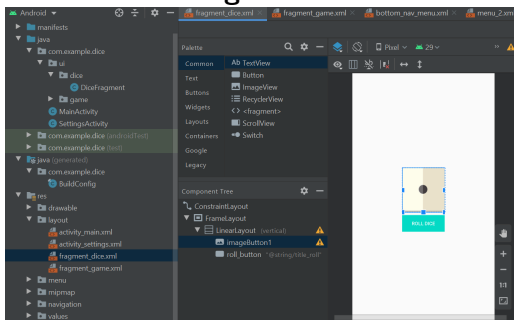 Android
fragment_dice.xml
fragment_game.xml
bottom_nav_menu.xml
menu_2.xml
manifests
java
com.example.dice
ui
dice
DiceFragment
game
MainActivity
SettingsActivity
com.example.dice (androidTest)
com.example.dice (test)
java (generated)
com.example.dice
BuildConfig
res
drawable
layout
activity_main.xml
activity_settings.xml
fragment_dice.xml
fragment_game.xml
menu
mipmap
navigation
values
Palette
Common
Text
Buttons
Widgets
Layouts
Containers
Google
Legacy
Ab TextView
Button
ImageView
RecyclerView
<> <fragment>
ScrollView
Switch
Component Tree
ConstraintLayout
FrameLayout
LinearLayout (vertical)
imageButton1
roll_button "@string/title_roll"
Pixel
29
ROLL DICE
1:1